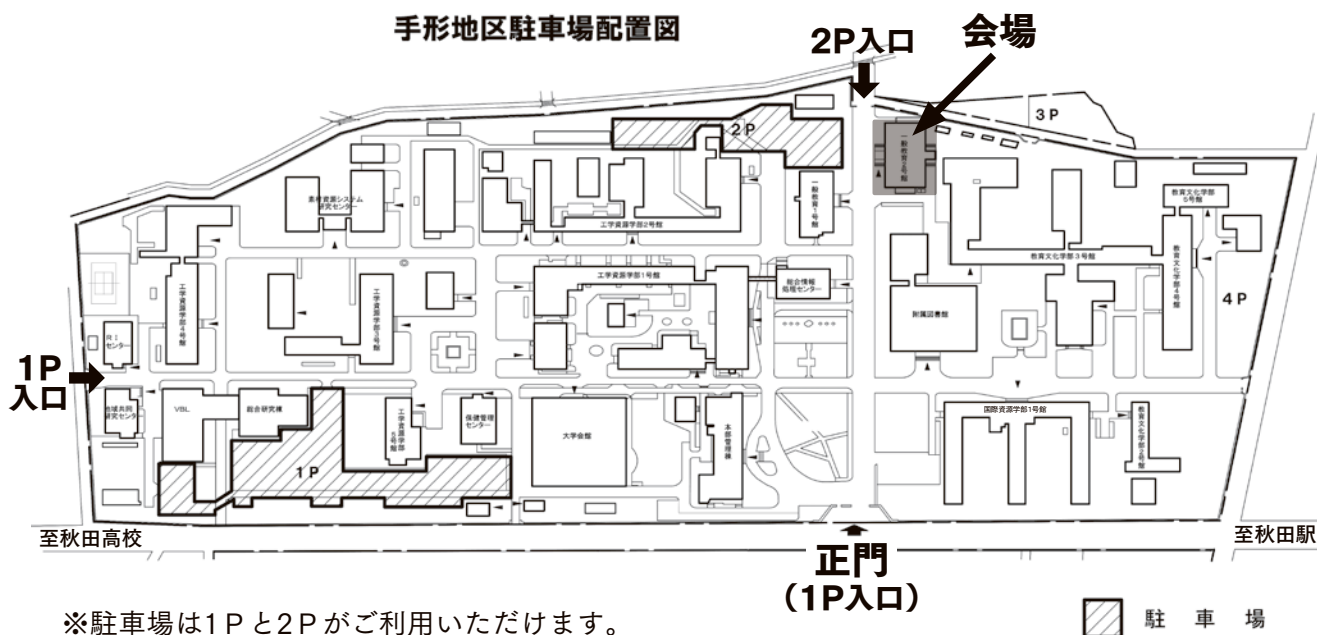 手形地区駐車場配置図
2P入口
会場
3P
2P
一般教育2号館
教育文化学部
5号館
素材資源システム
研究センター
一般教育1号館
工学資源学部2号館
教育文化学部3号館
工学資源学部1号館
総合情報
処理センター
教育文化学部4号館
工学資源学部4号館
工学資源学部3号館
附属図書館
4P
RI
センター
1P
入口
地域共同
研究センター
VBL
総合研究棟
工学資源学部
5号館
保健管理
センター
大学会館
本部管理棟
国際資源学部1号館
教育文化学部2号館
1P
至秋田高校
至秋田駅
正門
(1P入口)
※駐車場は1Pと2Pがご利用いただけます。
駐車場